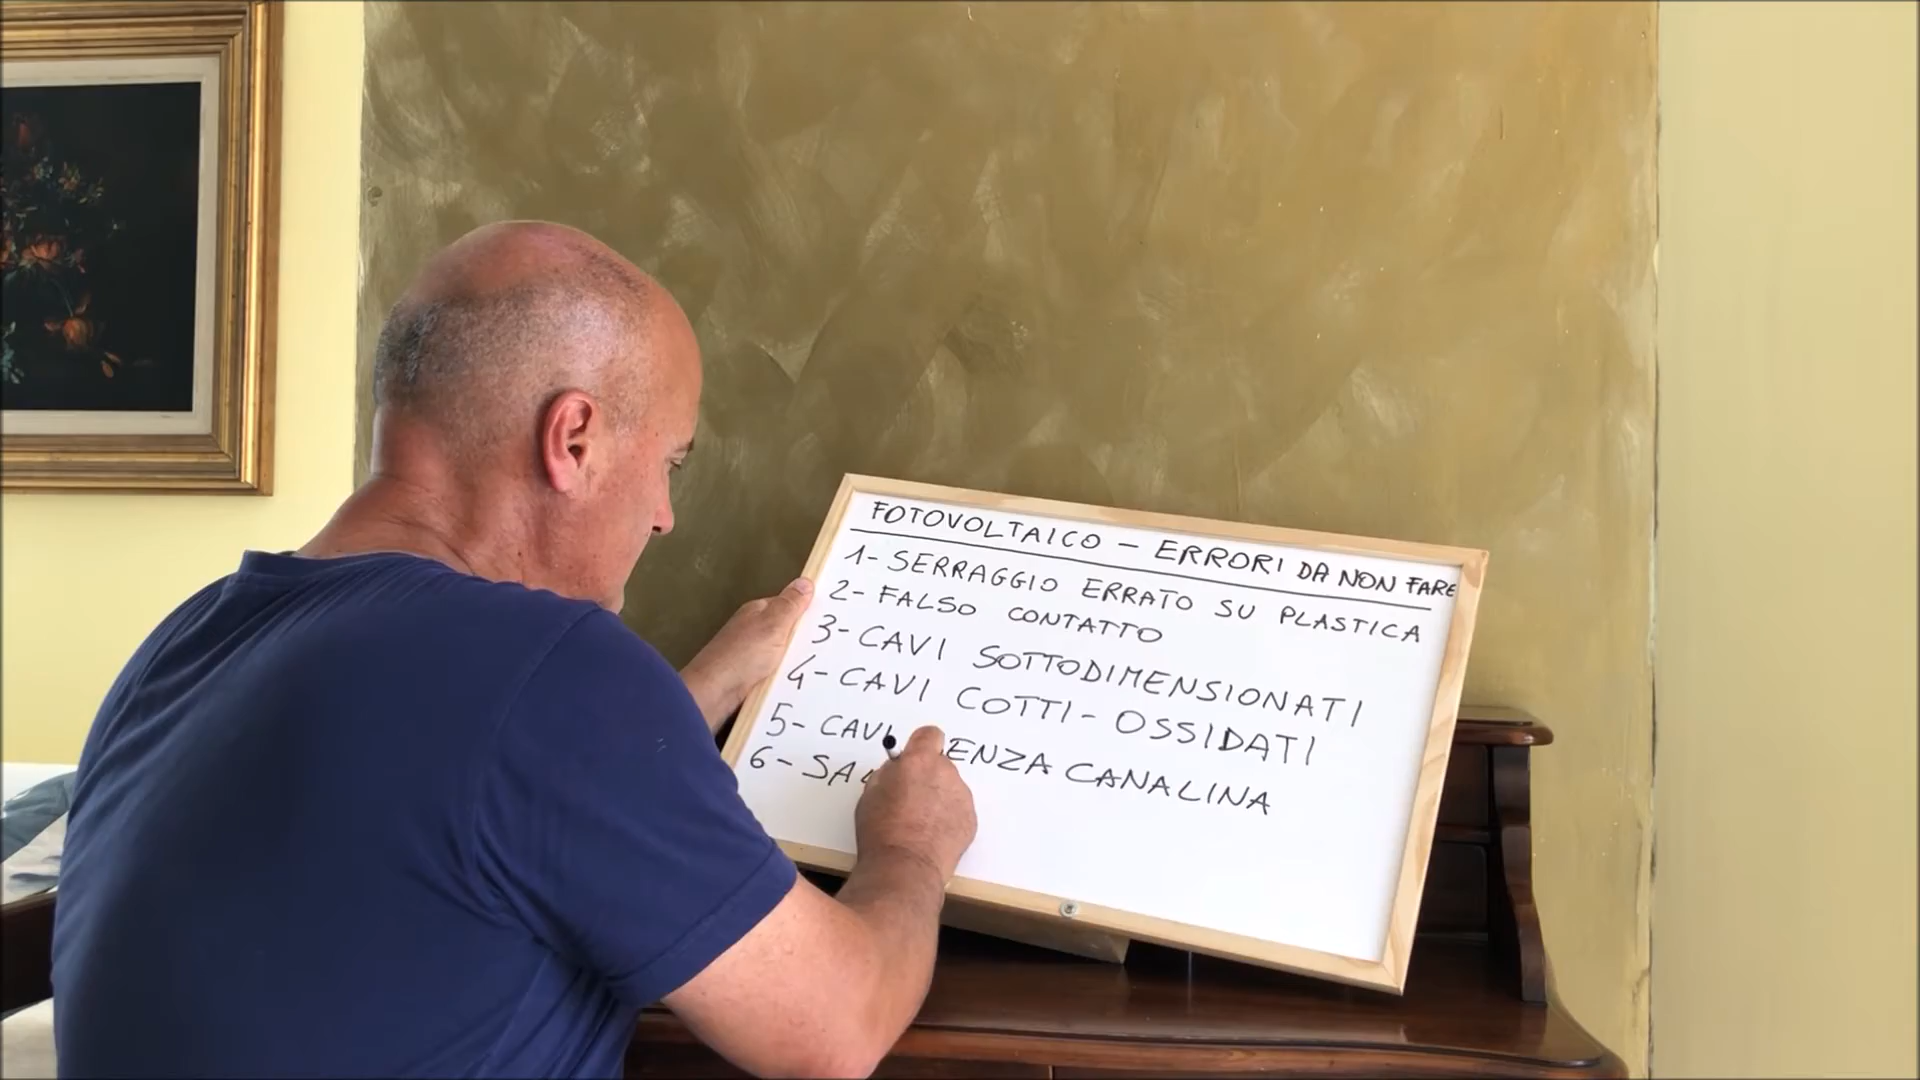 FOTOVOLTAICO - ERRORI DA NON FARE
1- SERRAGGIO ERRATO SU PLASTICA
2- FALSO CONTATTO
3- CAVI SOTTODIMENSIONATI
4- CAVI COTTI - OSSIDATI
5- CAVI SENZA CANALINA
6-